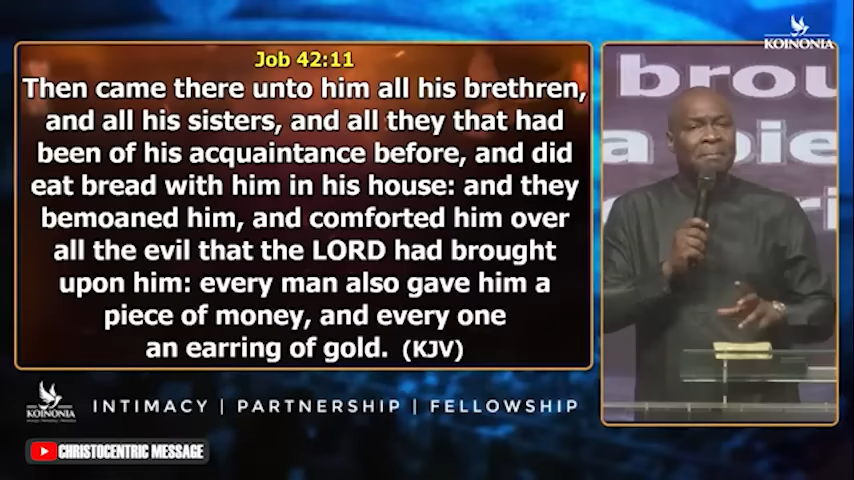 KOINONIA
Job 42:11
Then came there unto him all his brethren,
and all his sisters, and all they that had
been of his acquaintance before, and did
eat bread with him in his house: and they
bemoaned him, and comforted him over
all the evil that the LORD had brought
upon him: every man also gave him a
piece of money, and every one
an earring of gold. (KJV)
brou
a pie
KOINONIA
INTIMACY | PARTNERSHIP | FELLOWSHIP
CHRISTOCENTRIC MESSAGE